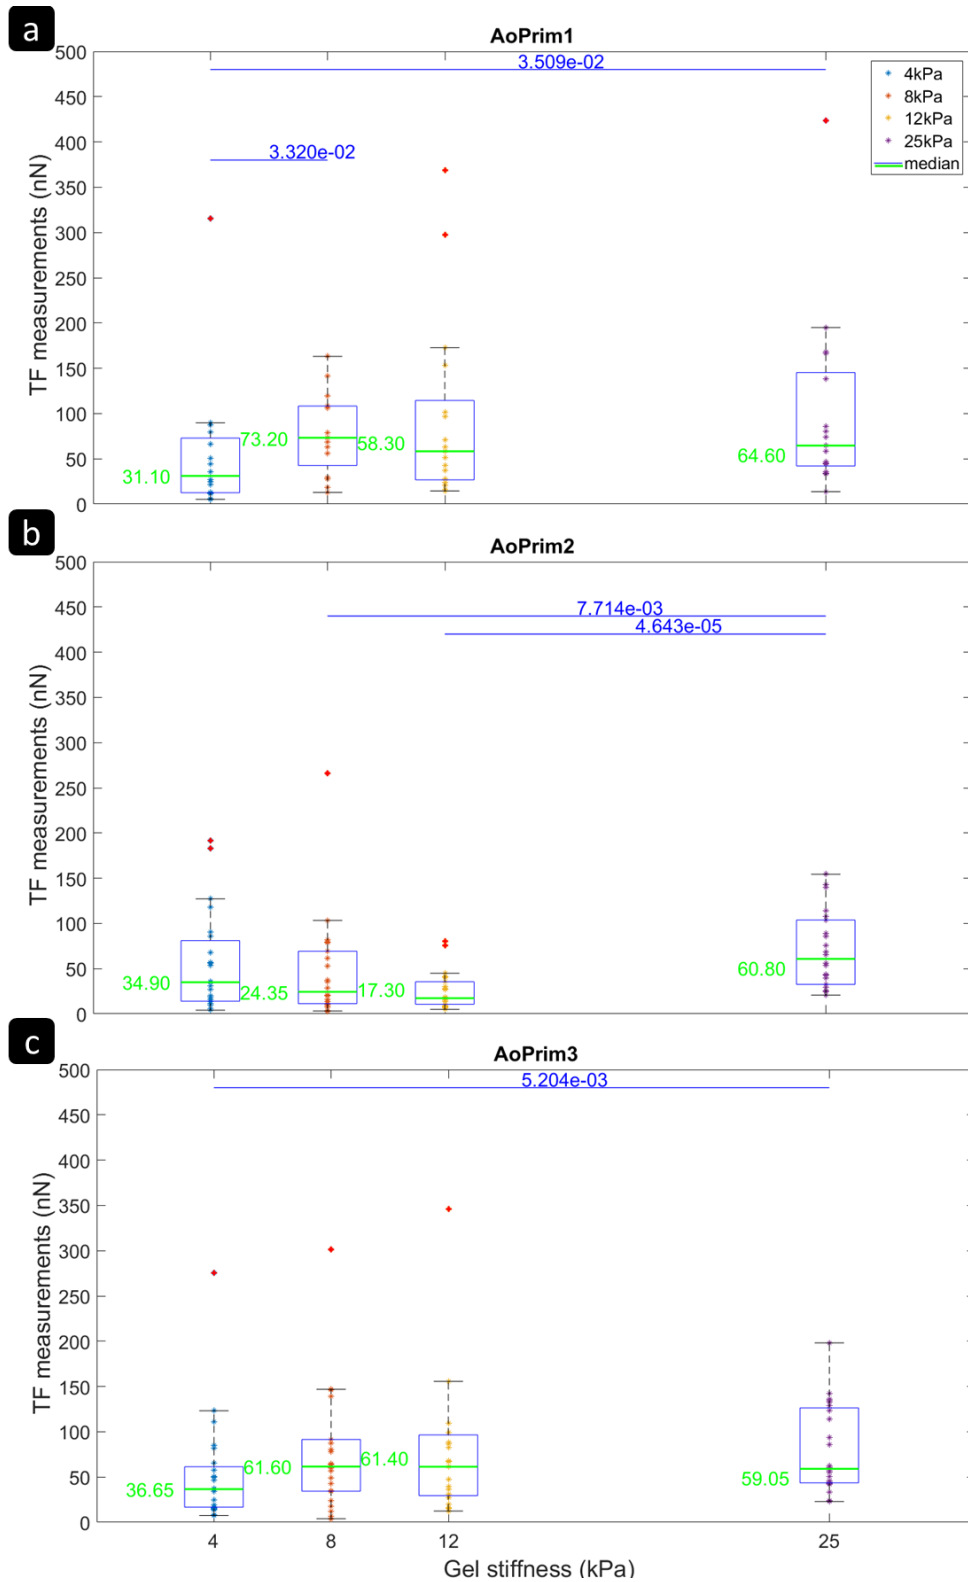 a
AoPrim1
500
450
400
350
300
250
200
150
100
50
0
TF measurements (nN)
3.509e-02
3.320e-02
31.10
73.20
58.30
64.60
4kPa
8kPa
12kPa
25kPa
median
b
AoPrim2
500
450
400
350
300
250
200
150
100
50
0
TF measurements (nN)
7.714e-03
4.643e-05
34.90
24.35
17.30
60.80
c
AoPrim3
500
450
400
350
300
250
200
150
100
50
0
TF measurements (nN)
5.204e-03
36.65
61.60
61.40
59.05
4
8
12
25
Gel stiffness (kPa)